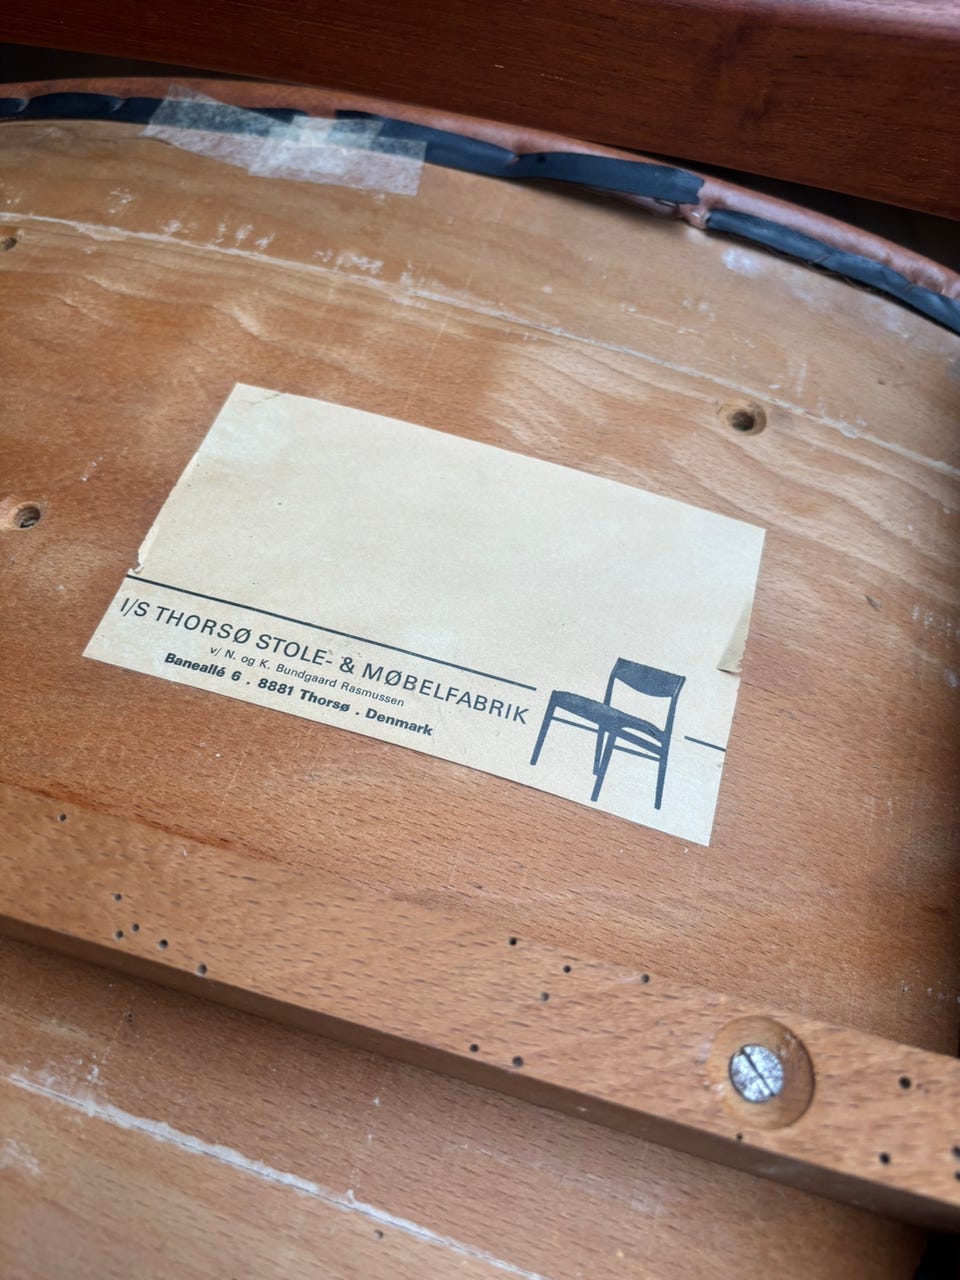 I/S THORSØ STOLE- & MØBELFABRIK
v/ N. og K. Bundgaard Rasmussen
Baneallé 6 . 8881 Thorsø . Denmark